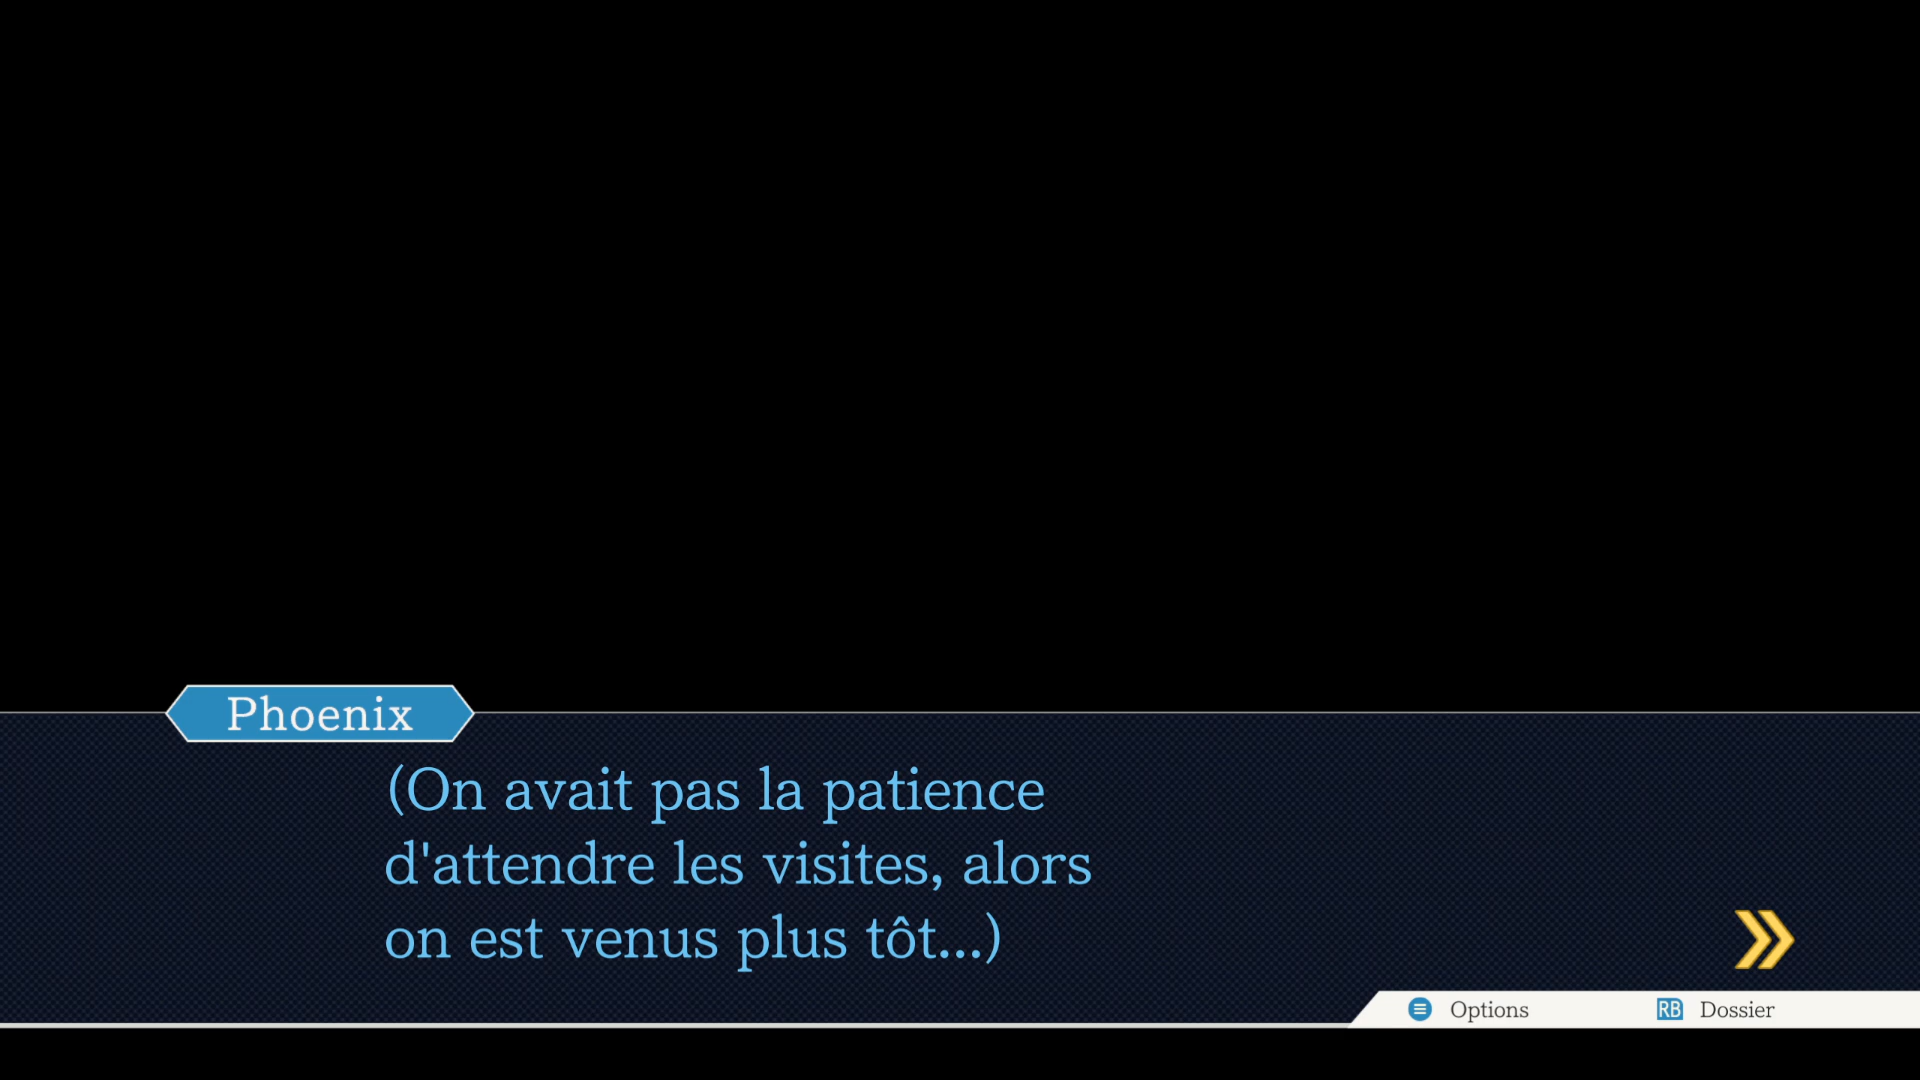 Phoenix
(On avait pas la patience
d'attendre les visites, alors
on est venus plus tôt...)
Options
RB Dossier